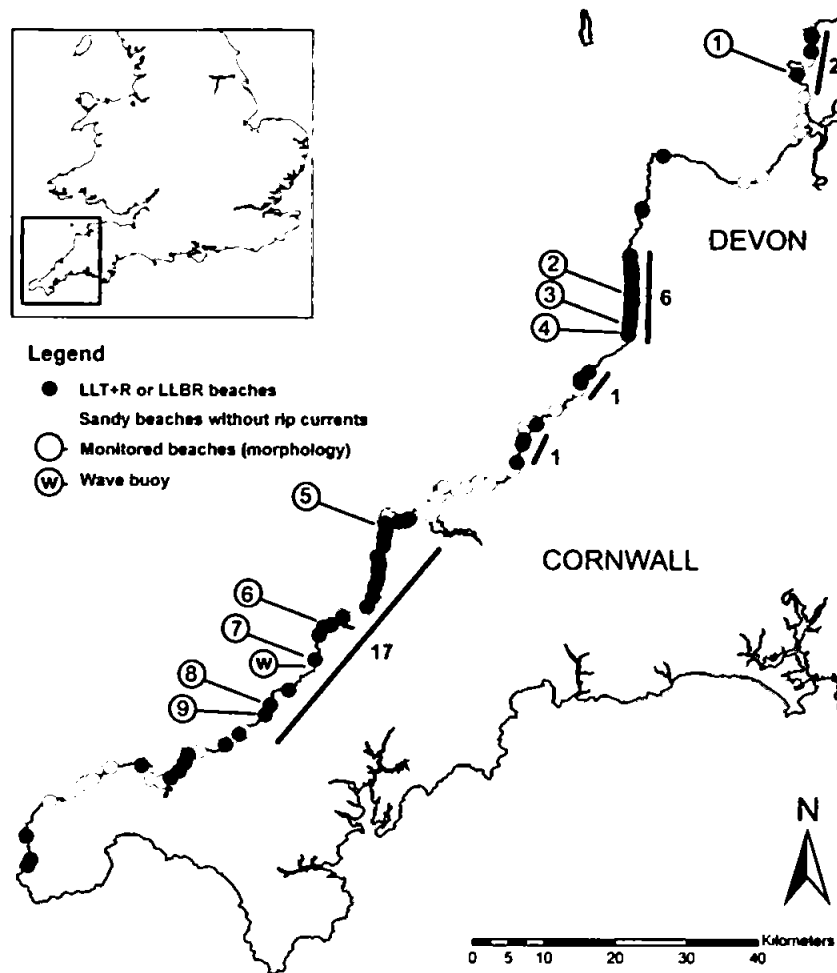 1
2
DEVON
2
3
4
6
1
1
Legend
LLT+R or LLBR beaches
Sandy beaches without rip currents
Monitored beaches (morphology)
W Wave buoy
5
CORNWALL
6
7
W
17
8
9
N
Kilometers
0 5 10 20 30 40